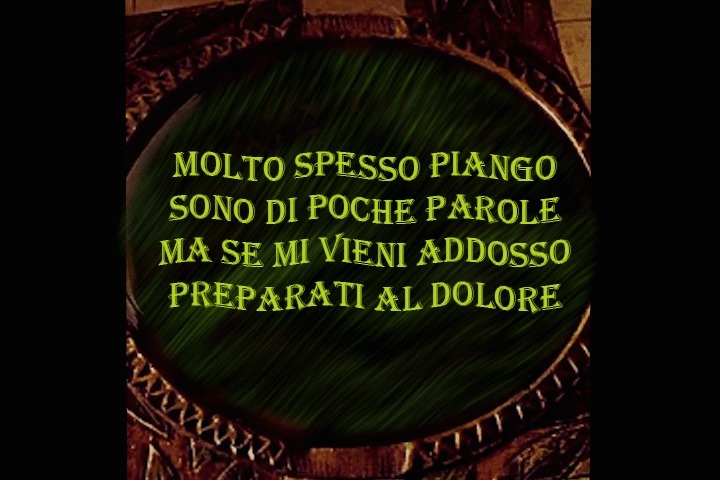 MOLTO SPESSO PIANGO
SONO DI POCHE PAROLE
MA SE MI VIENI ADDOSSO
PREPARATI AL DOLORE